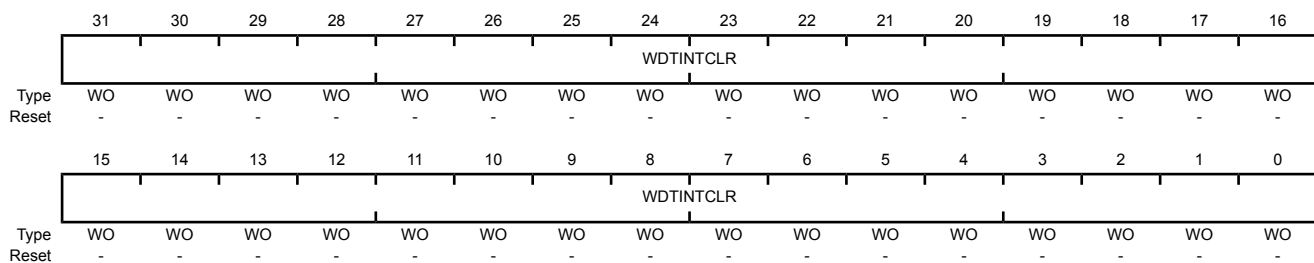 31 30 29 28 27 26 25 24 23 22 21 20 19 18 17 16
WDTINTCLR
Type WO WO WO WO WO WO WO WO WO WO WO WO WO WO WO WO
Reset - - - - - - - - - - - - - - - -
15 14 13 12 11 10 9 8 7 6 5 4 3 2 1 0
WDTINTCLR
Type WO WO WO WO WO WO WO WO WO WO WO WO WO WO WO WO
Reset - - - - - - - - - - - - - - - -